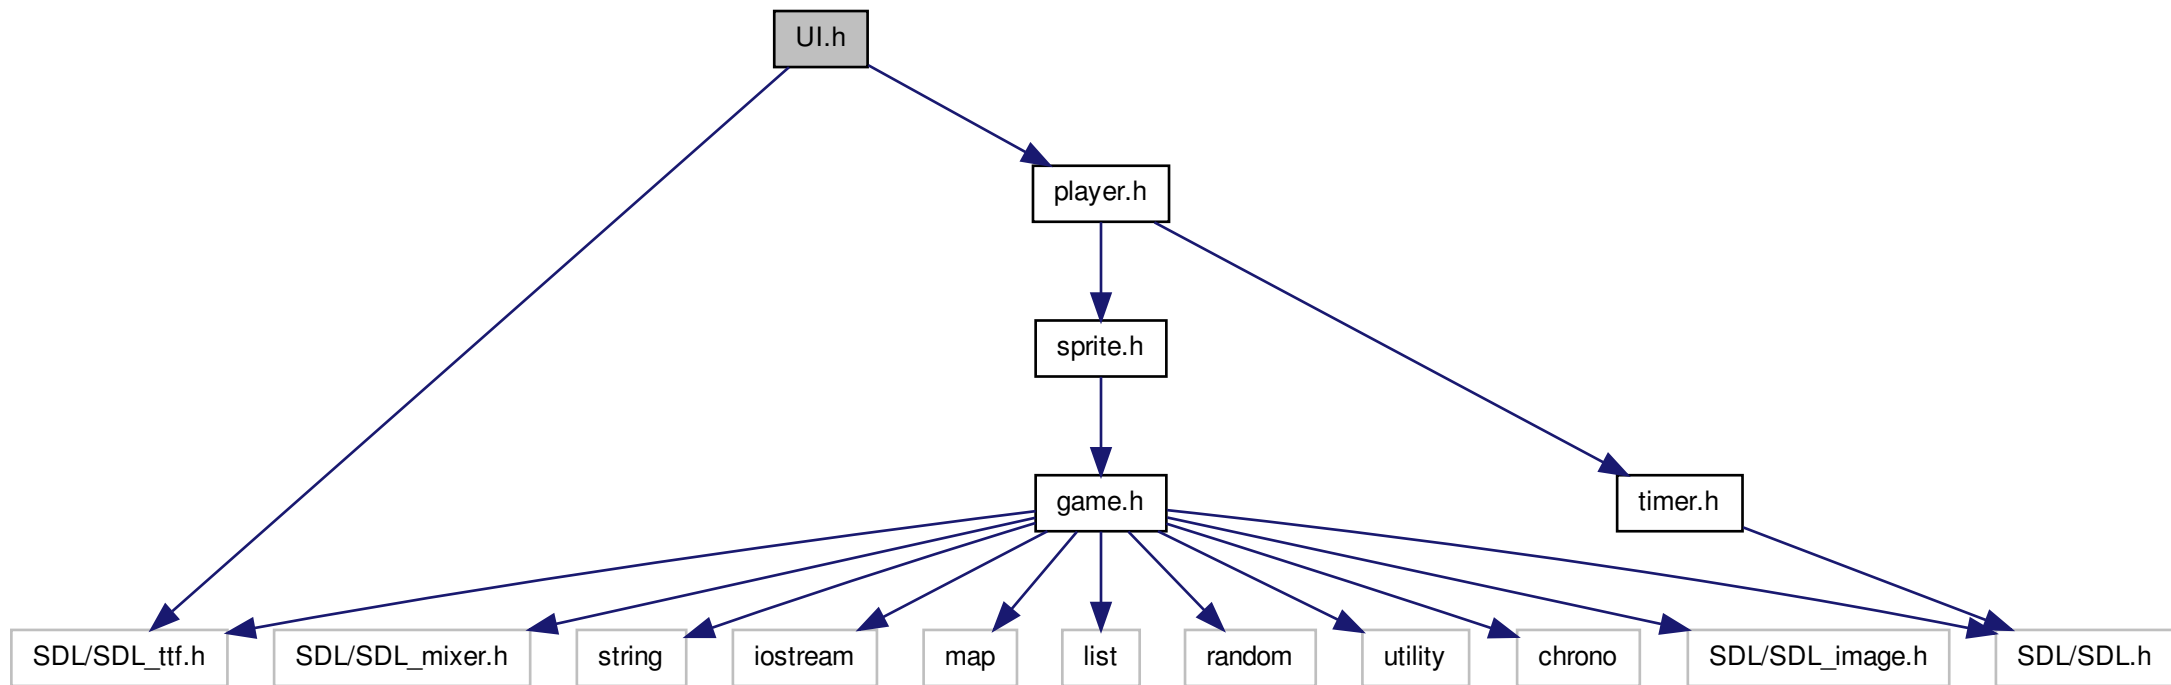 UI.h
player.h
sprite.h
game.h
timer.h
SDL/SDL_ttf.h
SDL/SDL_mixer.h
string
iostream
map
list
random
utility
chrono
SDL/SDL_image.h
SDL/SDL.h